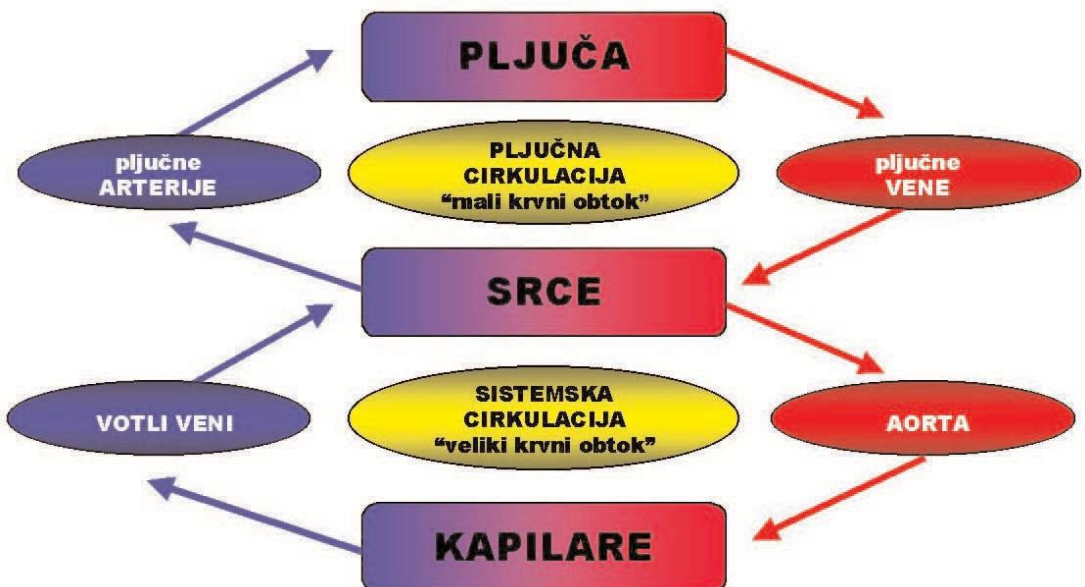 PLJUČA
pljučne
ARTERIJE
PLJUČNA
CIRKULACIJA
“mali krvni obtok”
pljučne
VENE
SRCE
VOTLI VENI
SISTEMSKA
CIRKULACIJA
“veliki krvni obtok”
AORTA
KAPILARE